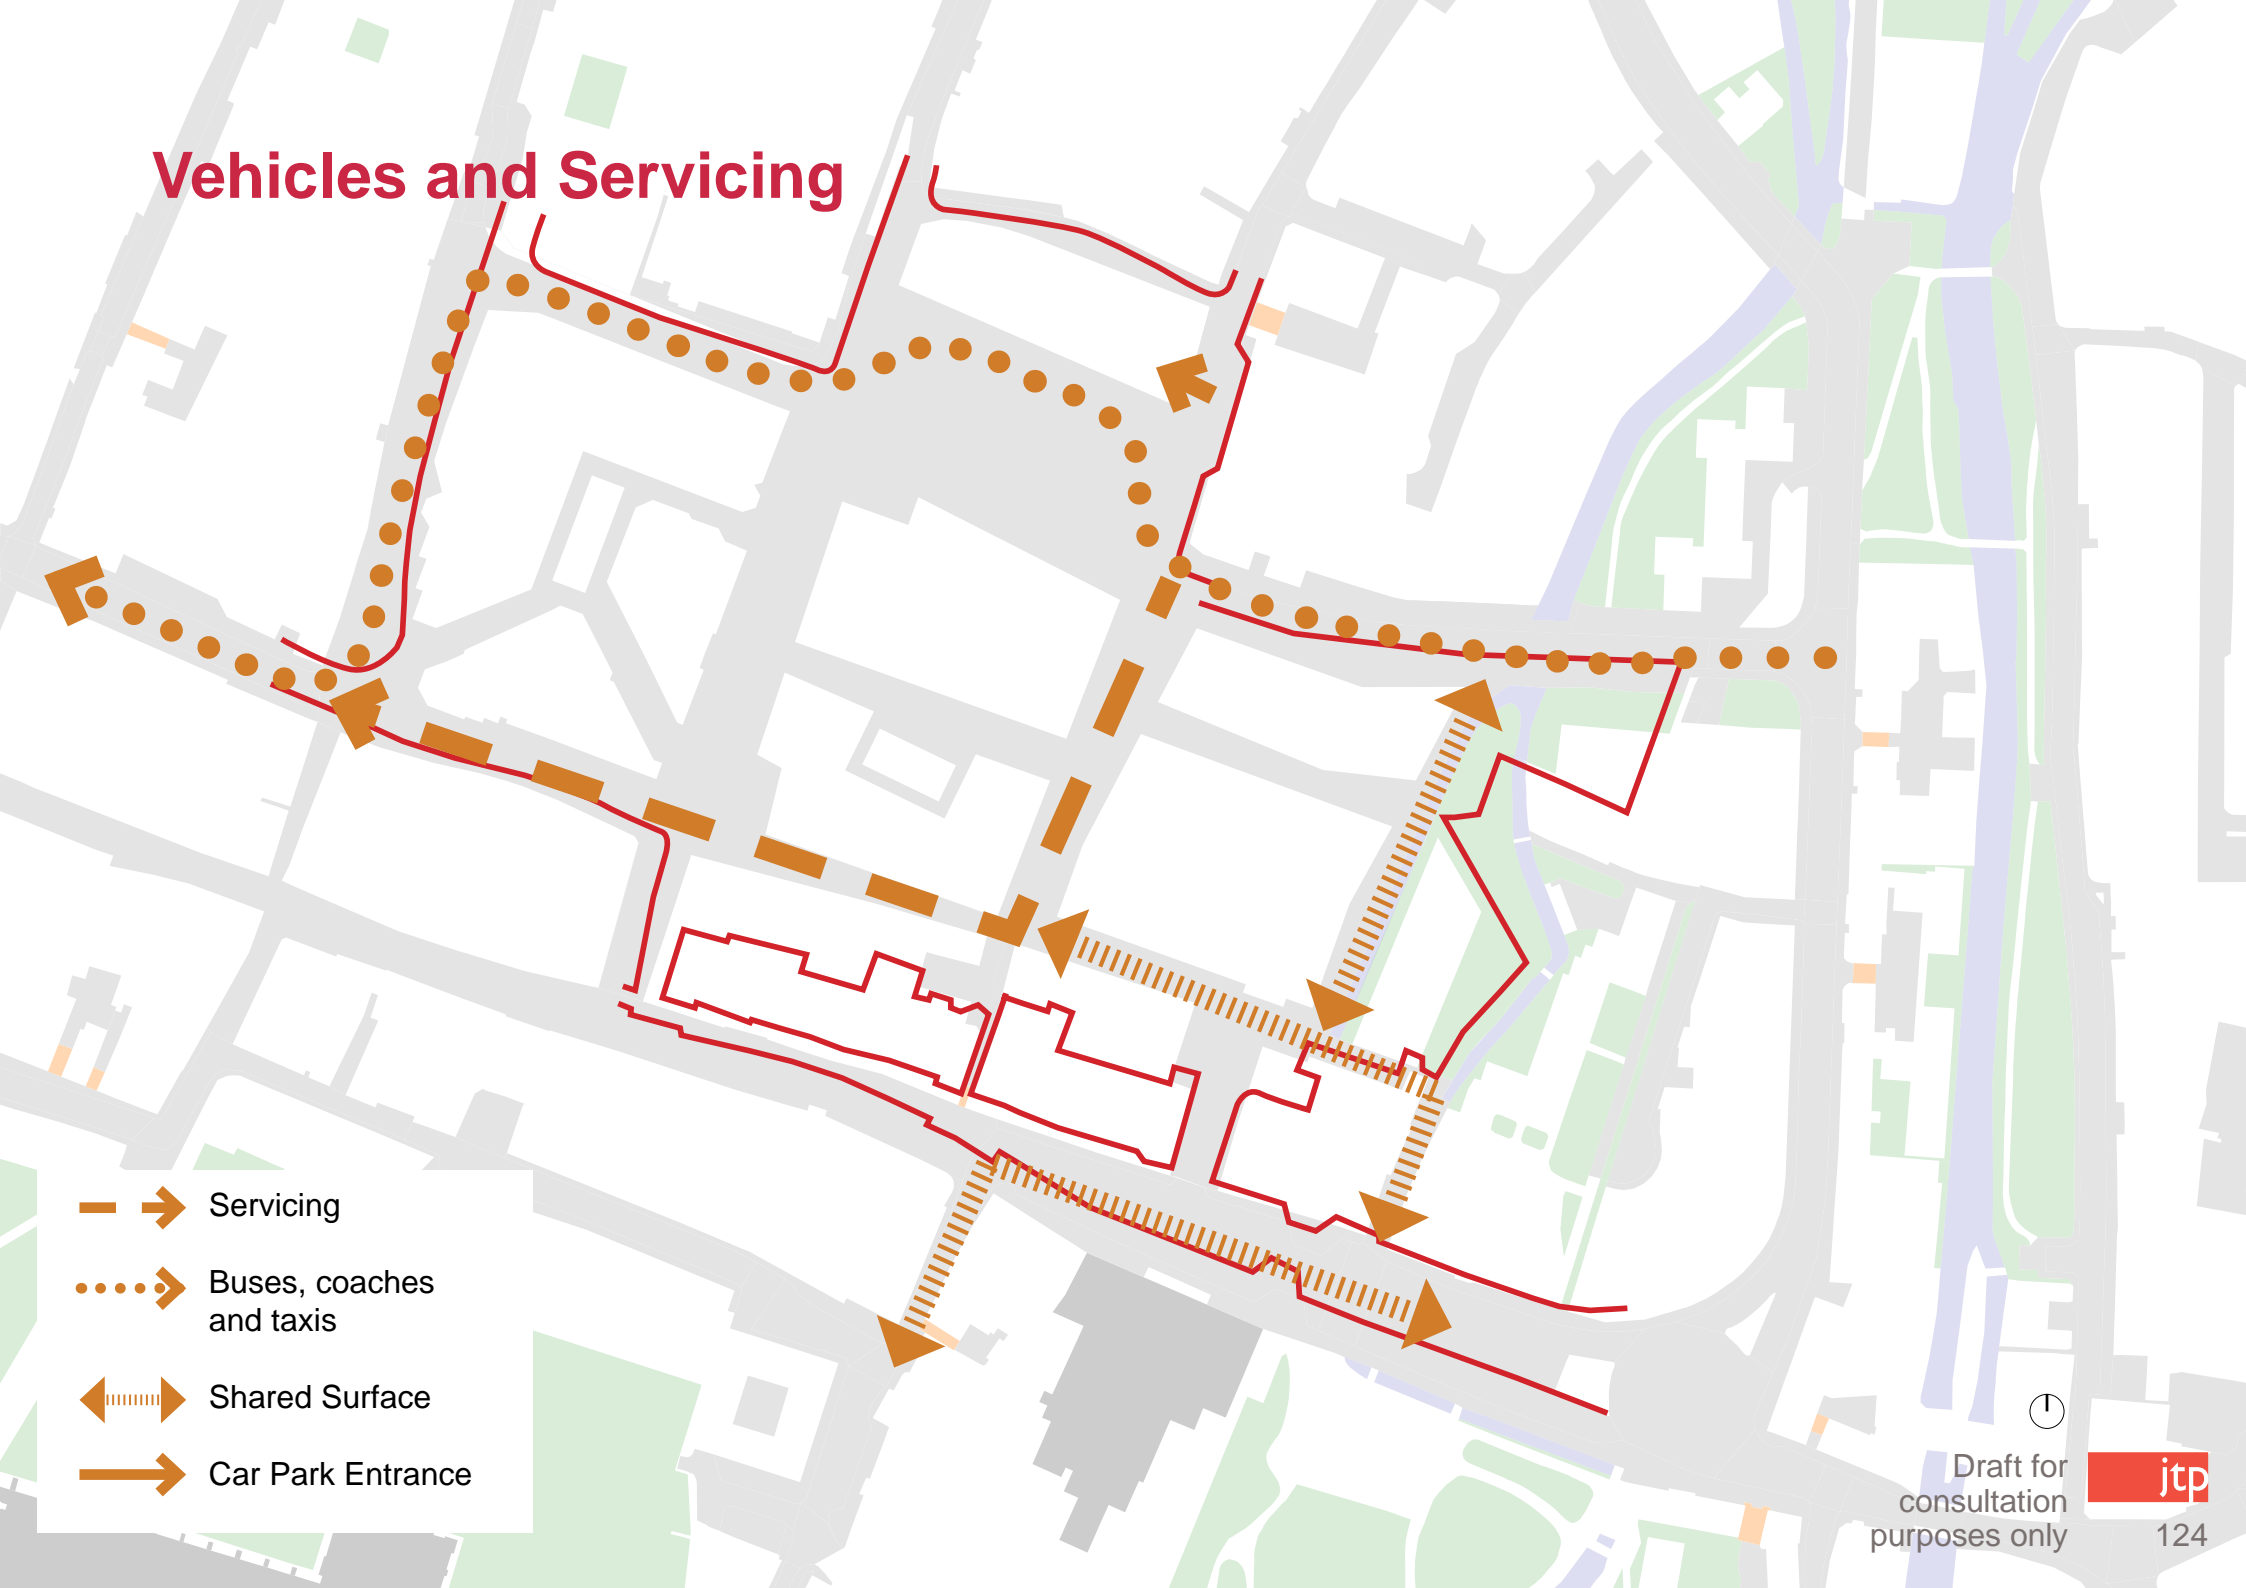 Vehicles and Servicing
Servicing
Buses, coaches
and taxis
Shared Surface
Car Park Entrance
Draft for
consultation
purposes only
jtp
124